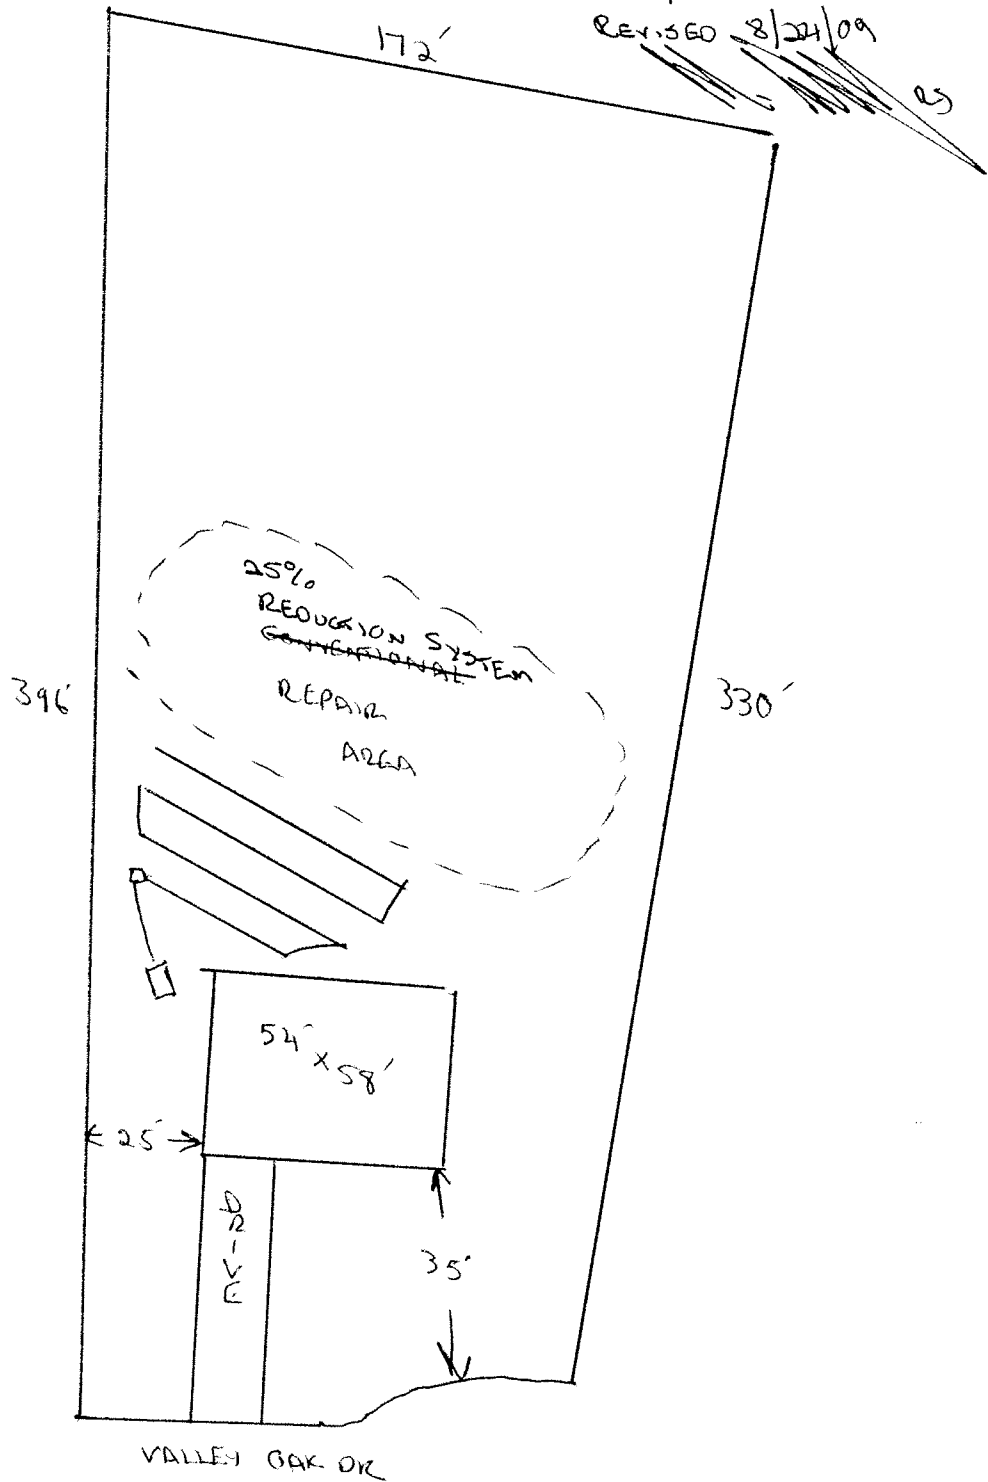 REVISED 8/24/09
172'
25%
REDUCTION SYSTEM
CONVENTIONAL
REPAIR
AREA
396'
330'
54' x 58'
25'
DRIVE
35'
VALLEY OAK DR